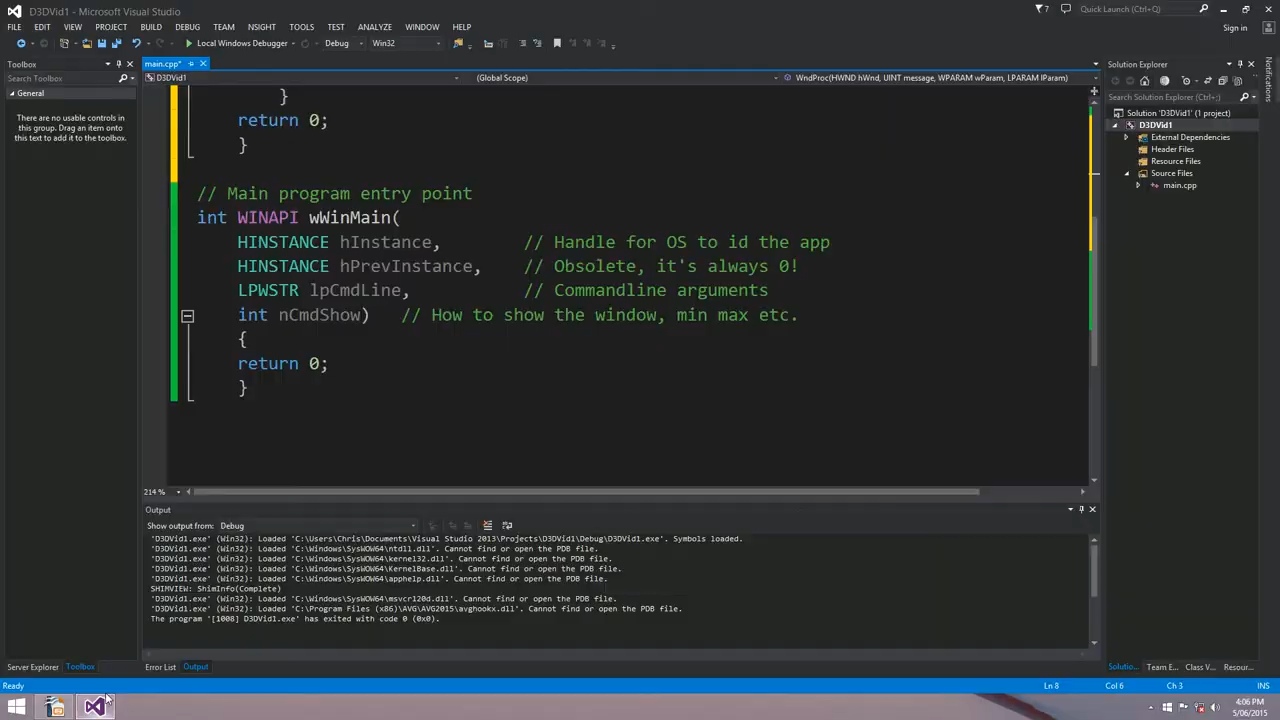 D3DVid1 - Microsoft Visual Studio
7
Quick Launch (Ctrl+Q)
FILE EDIT VIEW PROJECT BUILD DEBUG TEAM NSIGHT TOOLS TEST ANALYZE WINDOW HELP
Sign in
Local Windows Debugger Debug Win32
Toolbox
Search Toolbox
General
There are no usable controls in
this group. Drag an item onto
this text to add it to the toolbox.
main.cpp*
D3DVid1 (Global Scope) WndProc(HWND hWnd, UINT message, WPARAM wParam, LPARAM lParam)
}
return 0;
}
// Main program entry point
int WINAPI wWinMain(
HINSTANCE hInstance, // Handle for OS to id the app
HINSTANCE hPrevInstance, // Obsolete, it's always 0!
LPWSTR lpCmdLine, // Commandline arguments
int nCmdShow) // How to show the window, min max etc.
{
return 0;
}
214 %
Solution Explorer
Search Solution Explorer (Ctrl+;)
Solution 'D3DVid1' (1 project)
D3DVid1
External Dependencies
Header Files
Resource Files
Source Files
main.cpp
Notifications
Output
Show output from: Debug
'D3DVid1.exe' (Win32): Loaded 'C:\Users\Chris\Documents\Visual Studio 2013\Projects\D3DVid1\Debug\D3DVid1.exe'. Symbols loaded.
'D3DVid1.exe' (Win32): Loaded 'C:\Windows\SysWOW64\ntdll.dll'. Cannot find or open the PDB file.
'D3DVid1.exe' (Win32): Loaded 'C:\Windows\SysWOW64\kernel32.dll'. Cannot find or open the PDB file.
'D3DVid1.exe' (Win32): Loaded 'C:\Windows\SysWOW64\KernelBase.dll'. Cannot find or open the PDB file.
'D3DVid1.exe' (Win32): Loaded 'C:\Windows\SysWOW64\apphelp.dll'. Cannot find or open the PDB file.
SHIMVIEW: ShimInfo(Complete)
'D3DVid1.exe' (Win32): Loaded 'C:\Windows\SysWOW64\msvcr120d.dll'. Cannot find or open the PDB file.
'D3DVid1.exe' (Win32): Loaded 'C:\Program Files (x86)\AVG\AVG2015\avghookx.dll'. Cannot find or open the PDB file.
The program '[1008] D3DVid1.exe' has exited with code 0 (0x0).
Server Explorer Toolbox
Error List Output
Solutio... Team E... Class V... Resour...
Ready
Ln 8 Col 6 Ch 3 INS
4:06 PM
5/06/2015